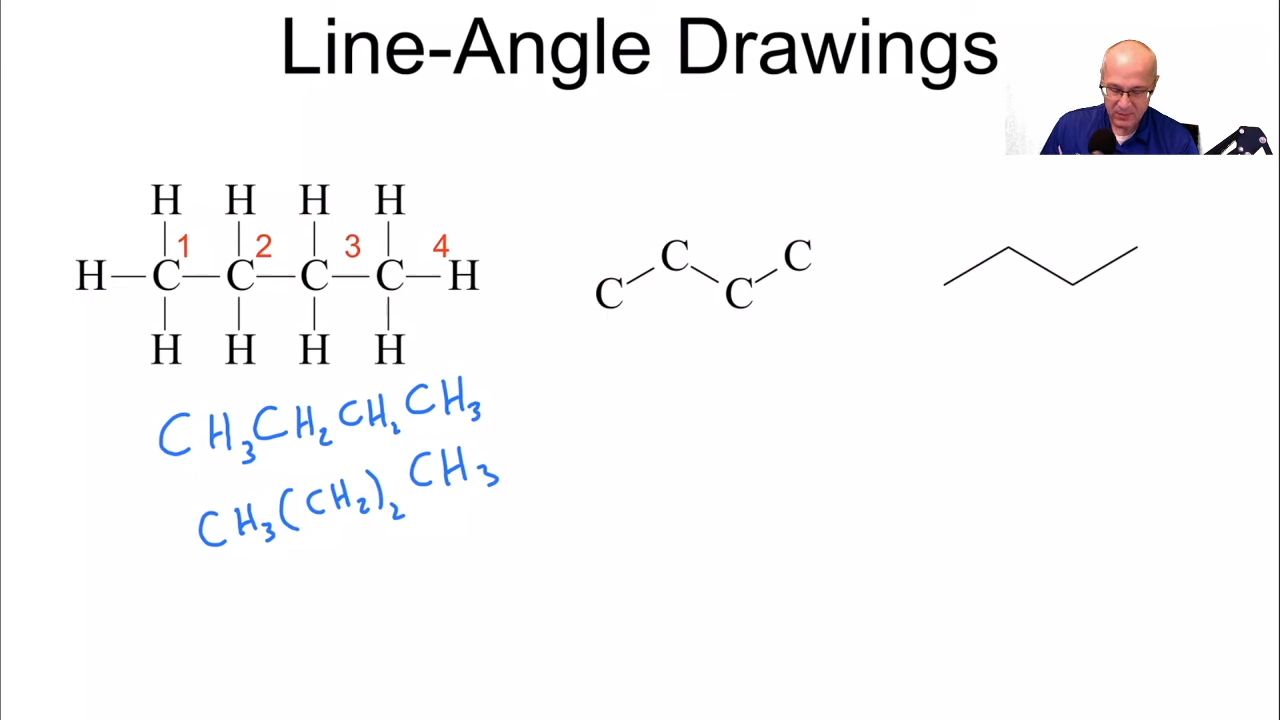 Line-Angle Drawings
H H H H
1 2 3 4
H—C—C—C—C—H
H H H H
C C C C
CH₃CH₂CH₂CH₃
CH₃(CH₂)₂CH₃